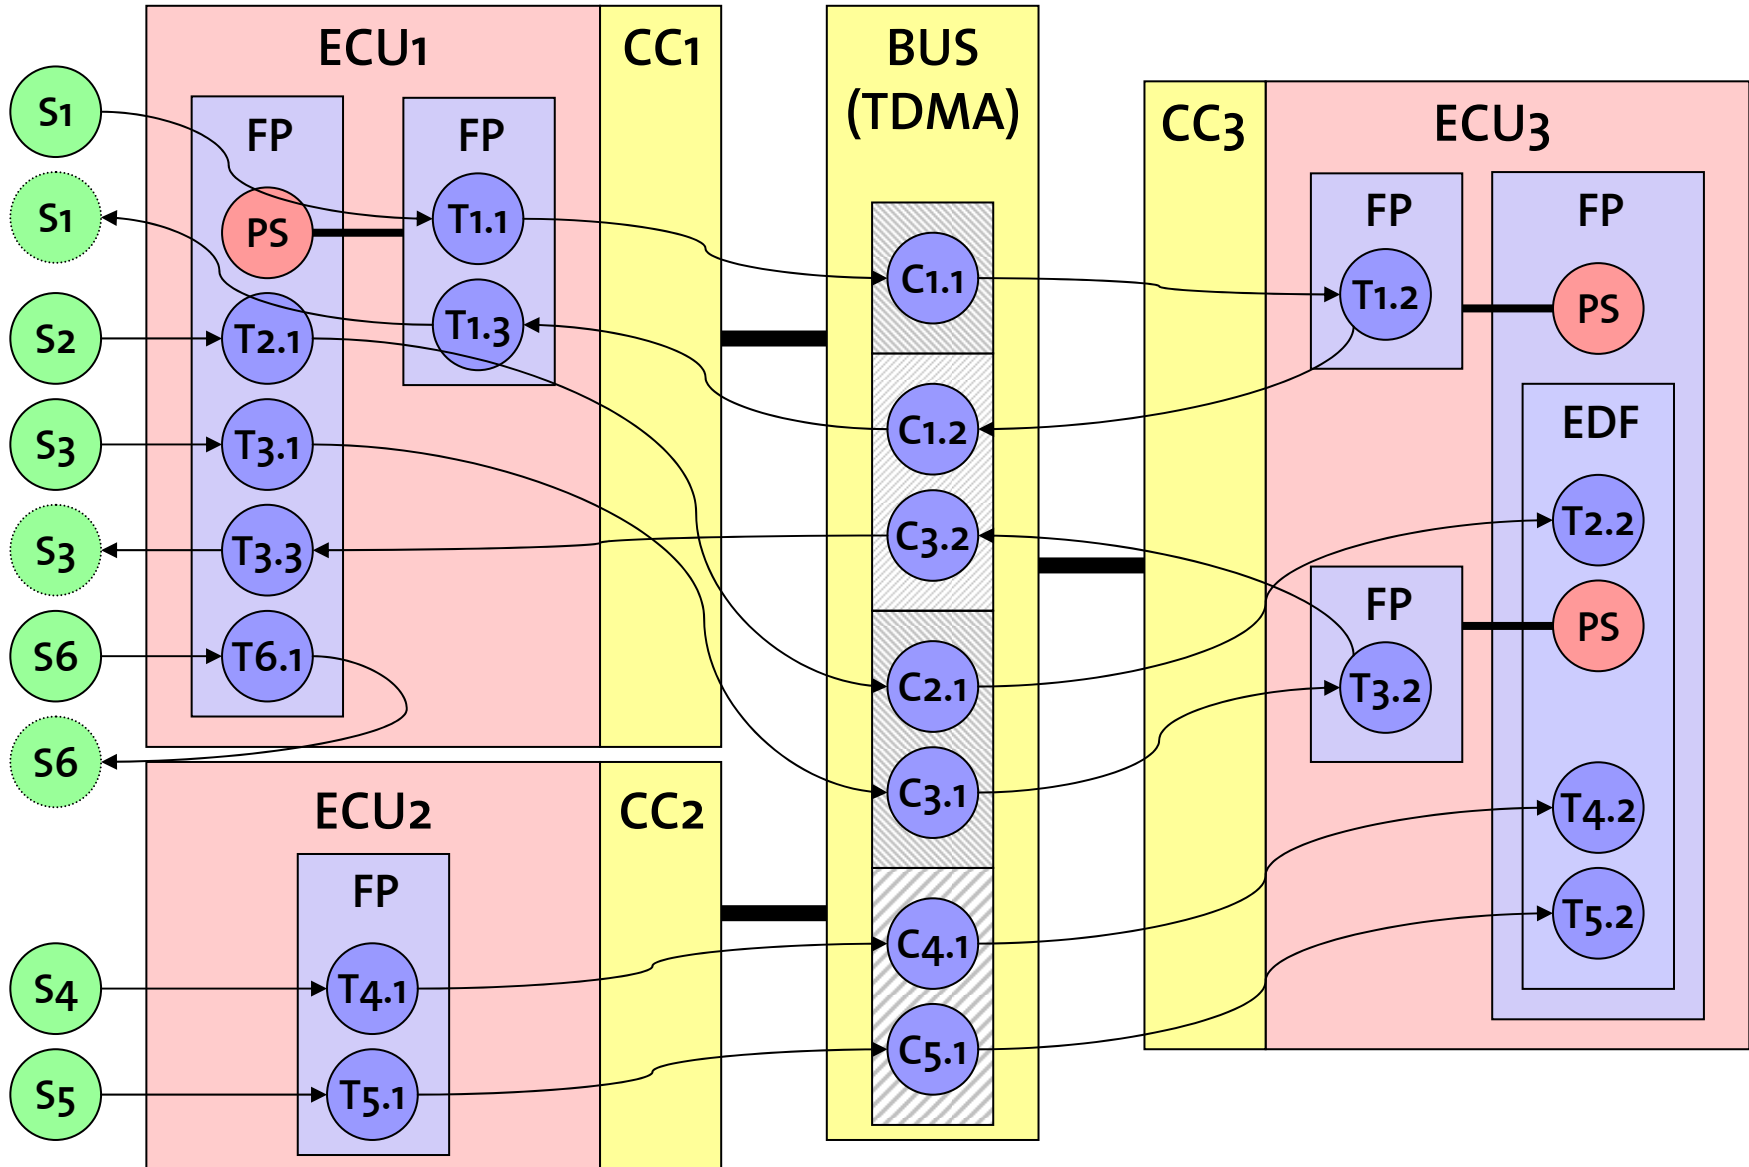 S1
S1
S2
S3
S3
S6
S6
S4
S5
ECU1
FP
PS
T2.1
T3.1
T3.3
T6.1
FP
T1.1
T1.3
CC1
ECU2
FP
T4.1
T5.1
CC2
BUS
(TDMA)
C1.1
C1.2
C3.2
C2.1
C3.1
C4.1
C5.1
CC3
ECU3
FP
T1.2
FP
T3.2
FP
PS
EDF
T2.2
PS
T4.2
T5.2